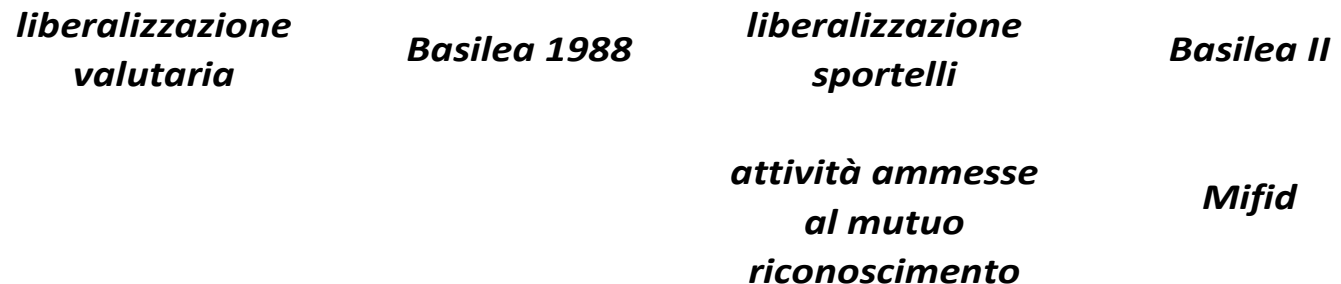 liberalizzazione
valutaria
Basilea 1988
liberalizzazione
sportelli
Basilea II
attività ammesse
al mutuo
riconoscimento
Mifid